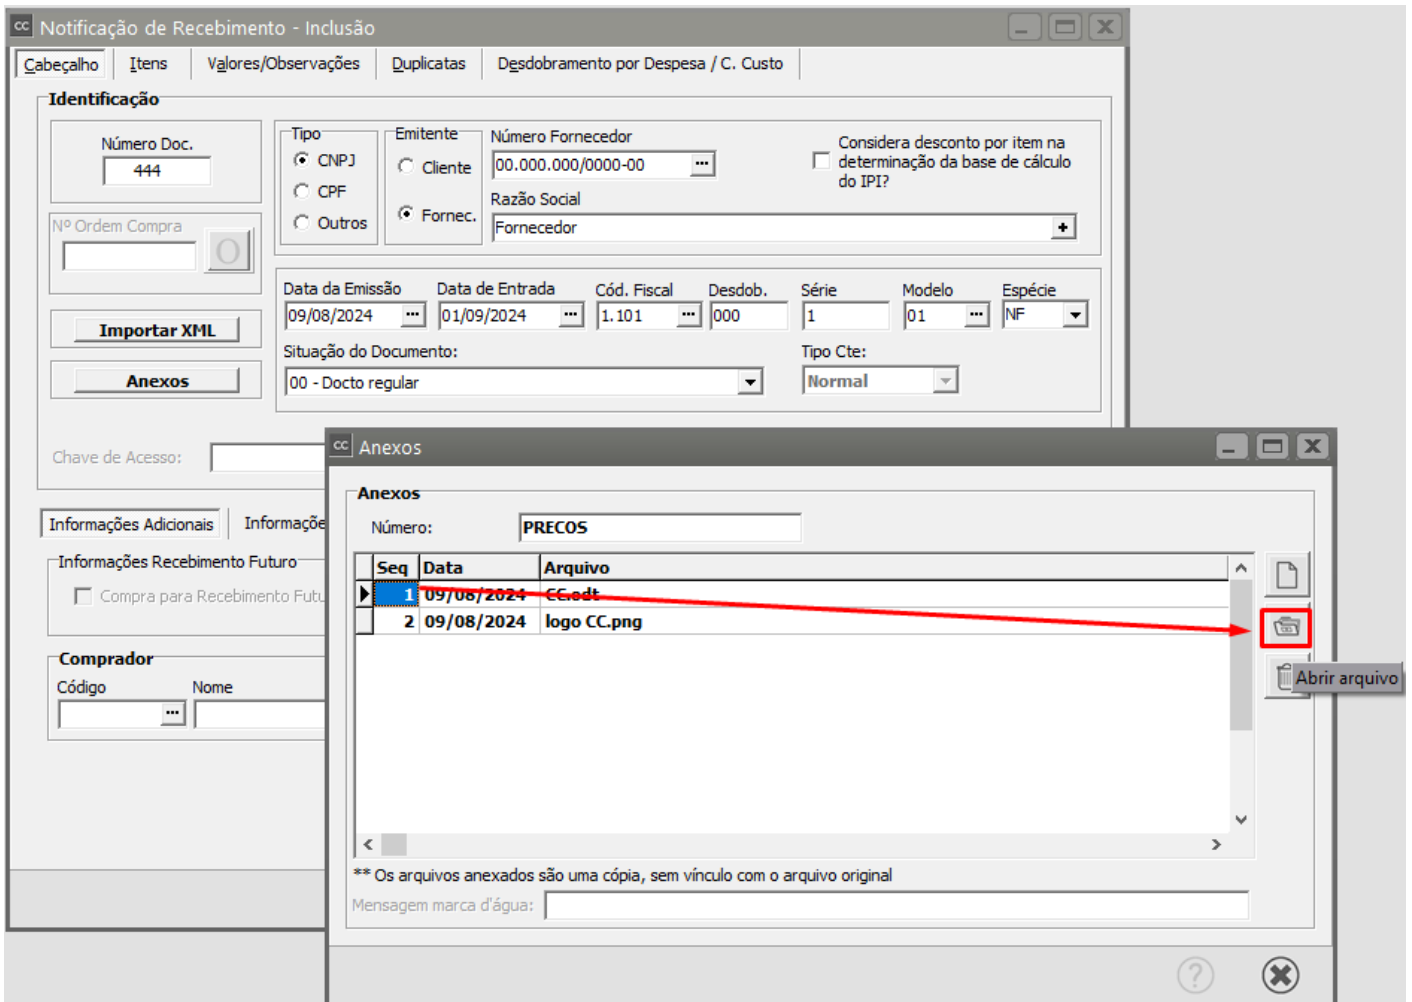 cc Notificação de Recebimento - Inclusão
Cabeçalho Itens Valores/Observações Duplicatas Desdobramento por Despesa / C. Custo
Identificação
Número Doc.
444
Tipo
CNPJ
CPF
Outros
Emitente
Cliente
Fornec.
Número Fornecedor
00.000.000/0000-00 ...
Razão Social
Fornecedor +
Considera desconto por item na
determinação da base de cálculo
do IPI?
Nº Ordem Compra
O
Importar XML
Anexos
Data da Emissão Data de Entrada Cód. Fiscal Desdob. Série Modelo Espécie
09/08/2024 ... 01/09/2024 ... 1.101 ... 000 1 01 ... NF
Situação do Documento: Tipo Cte:
00 - Docto regular Normal
Chave de Acesso:
Informações Adicionais Informaçõe
Informações Recebimento Futuro
Compra para Recebimento Futu
Comprador
Código Nome
...
cc Anexos
Anexos
Número: PRECOS
Seq Data Arquivo
1 09/08/2024 CC.odt
2 09/08/2024 logo CC.png
Abrir arquivo
** Os arquivos anexados são uma cópia, sem vínculo com o arquivo original
Mensagem marca d'água:
?